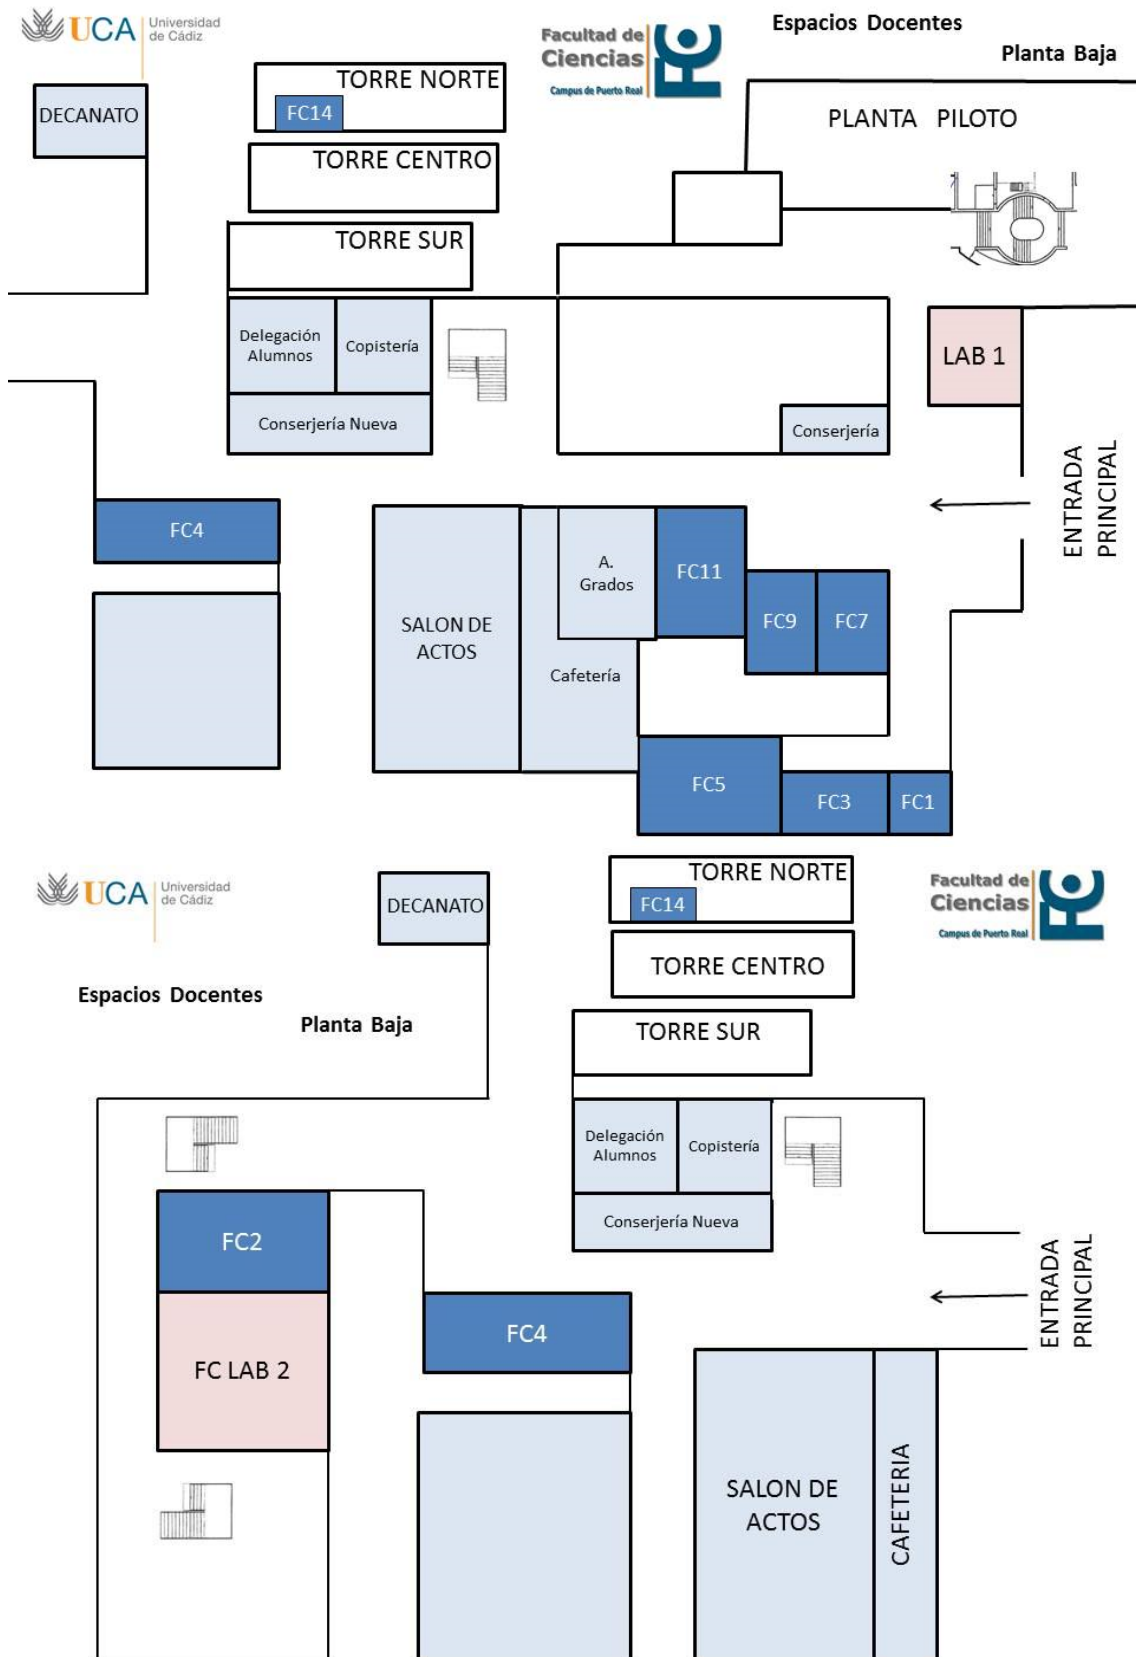 UCA Universidad
de Cádiz
Facultad de
Ciencias
Campus de Puerto Real
FC
Espacios Docentes
Planta Baja
DECANATO
TORRE NORTE
FC14
PLANTA PILOTO
TORRE CENTRO
TORRE SUR
Delegación
Alumnos
Copistería
Conserjería Nueva
LAB 1
Conserjería
ENTRADA
PRINCIPAL
FC4
SALON DE
ACTOS
A.
Grados
FC11
FC9
FC7
Cafetería
FC5
FC3
FC1
UCA Universidad
de Cádiz
DECANATO
TORRE NORTE
FC14
Facultad de
Ciencias
Campus de Puerto Real
FC
Espacios Docentes
Planta Baja
TORRE CENTRO
TORRE SUR
Delegación
Alumnos
Copistería
Conserjería Nueva
FC2
ENTRADA
PRINCIPAL
FC4
FC LAB 2
SALON DE
ACTOS
CAFETERIA